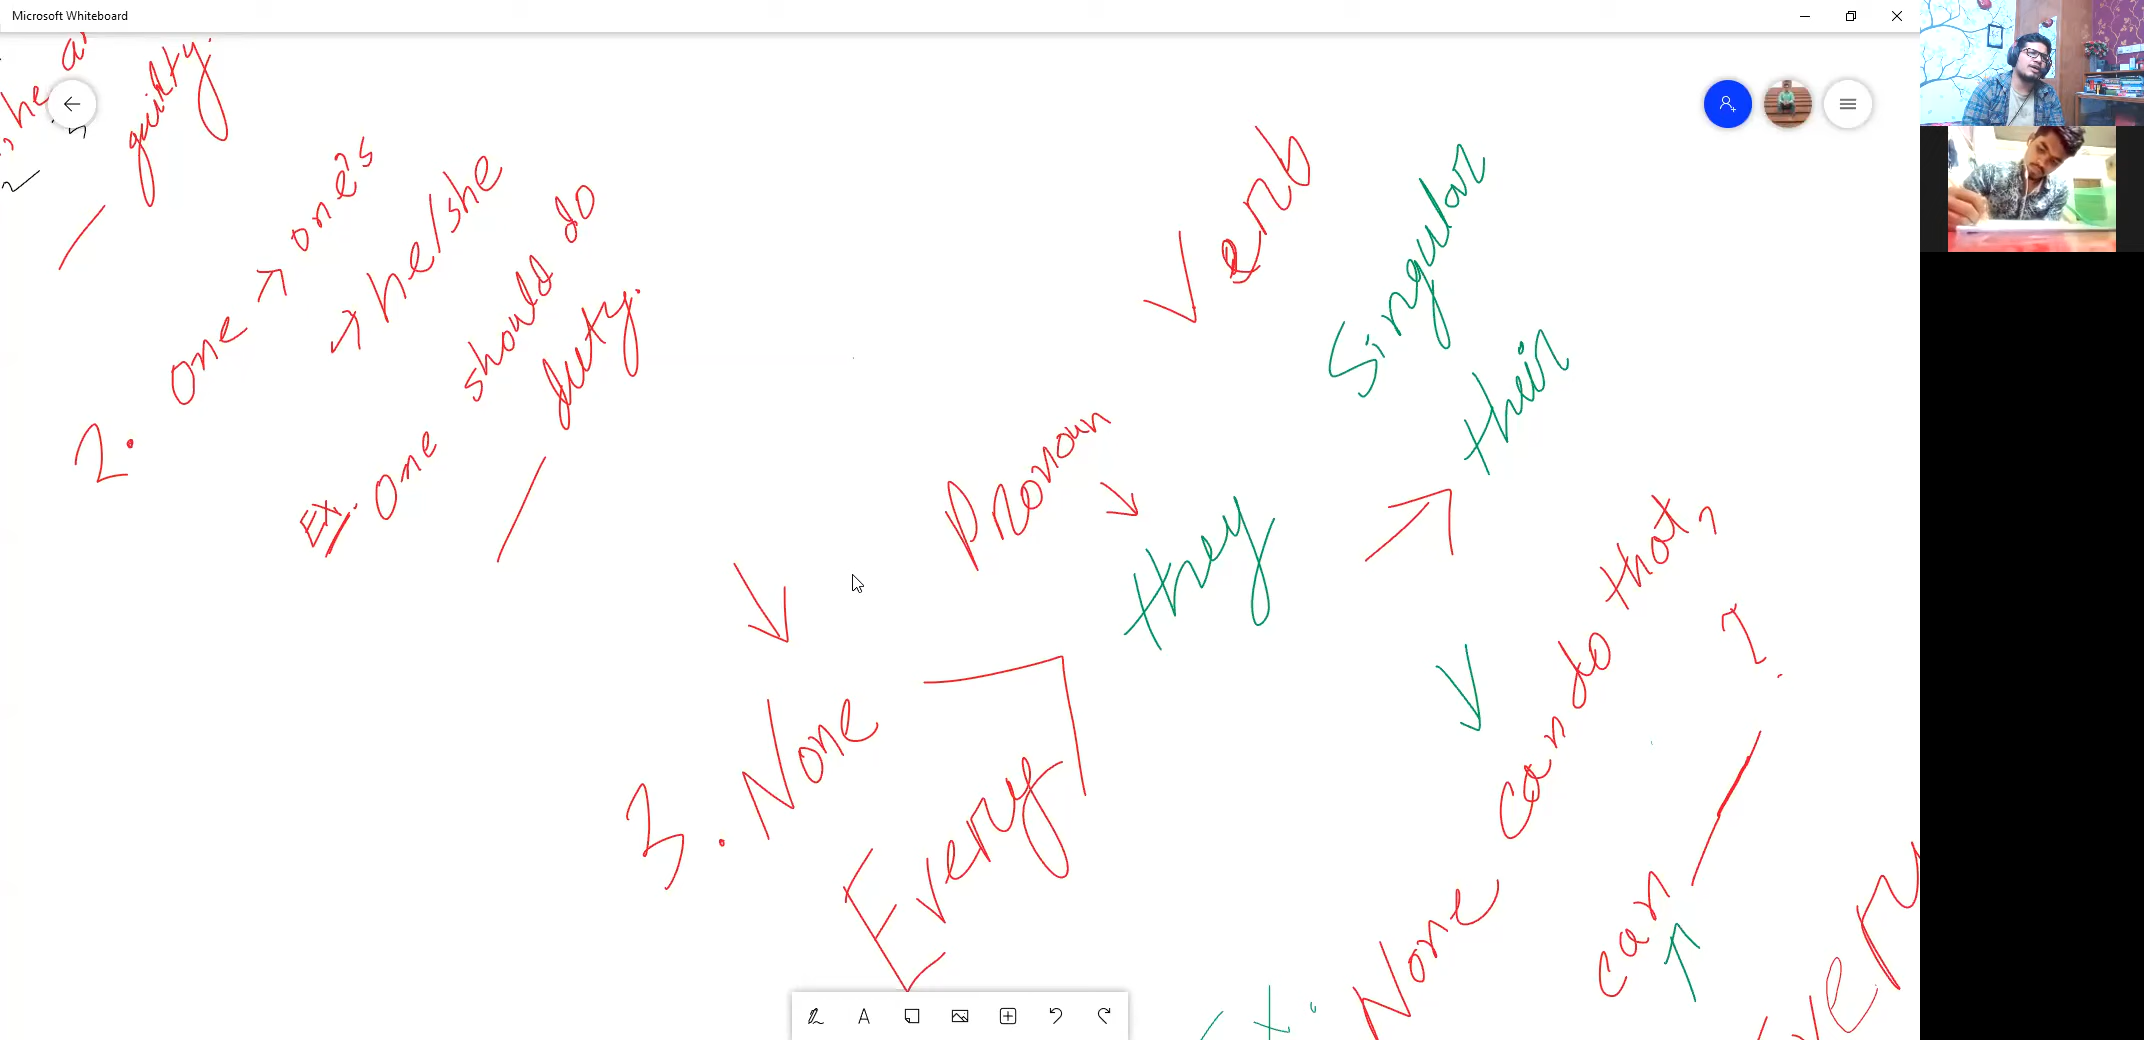 Microsoft Whiteboard
guilty.
2. one → one's
→ he/she
Ex. One should do
duty.
Verb
Singular
Pronoun
they
their
3. None
Every
None can do that,
can ?
Ex.
A